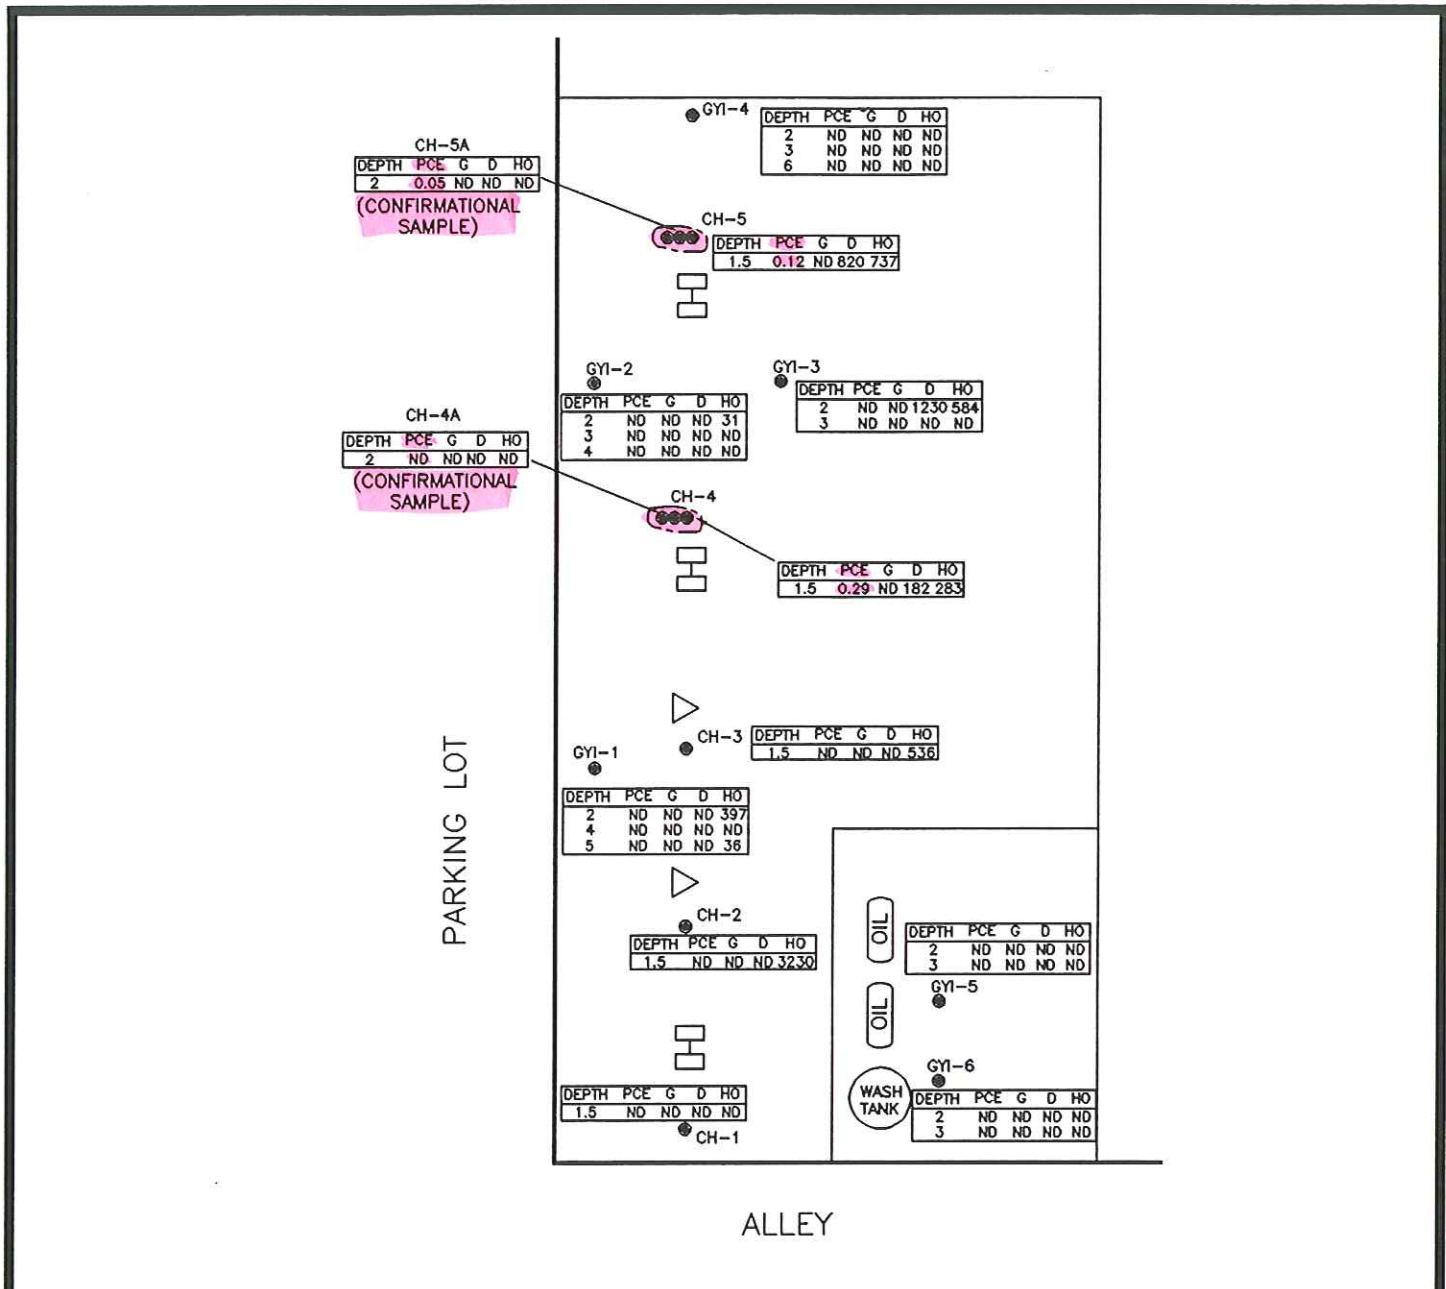 GYI-4
DEPTH PCE G D HO
2 ND ND ND ND
3 ND ND ND ND
6 ND ND ND ND
CH-5A
DEPTH PCE G D HO
2 0.05 ND ND ND
(CONFIRMATIONAL
SAMPLE)
CH-5
DEPTH PCE G D HO
1.5 0.12 ND 820 737
GYI-2
DEPTH PCE G D HO
2 ND ND ND 31
3 ND ND ND ND
4 ND ND ND ND
GYI-3
DEPTH PCE G D HO
2 ND ND 1230 584
3 ND ND ND ND
CH-4A
DEPTH PCE G D HO
2 ND ND ND ND
(CONFIRMATIONAL
SAMPLE)
CH-4
DEPTH PCE G D HO
1.5 0.29 ND 182 283
CH-3
DEPTH PCE G D HO
1.5 ND ND ND 536
GYI-1
DEPTH PCE G D HO
2 ND ND ND 397
4 ND ND ND ND
5 ND ND ND 36
PARKING LOT
CH-2
DEPTH PCE G D HO
1.5 ND ND ND 3230
OIL
DEPTH PCE G D HO
2 ND ND ND ND
3 ND ND ND ND
GYI-5
OIL
GYI-6
WASH
TANK
DEPTH PCE G D HO
2 ND ND ND ND
3 ND ND ND ND
DEPTH PCE G D HO
1.5 ND ND ND ND
CH-1
ALLEY